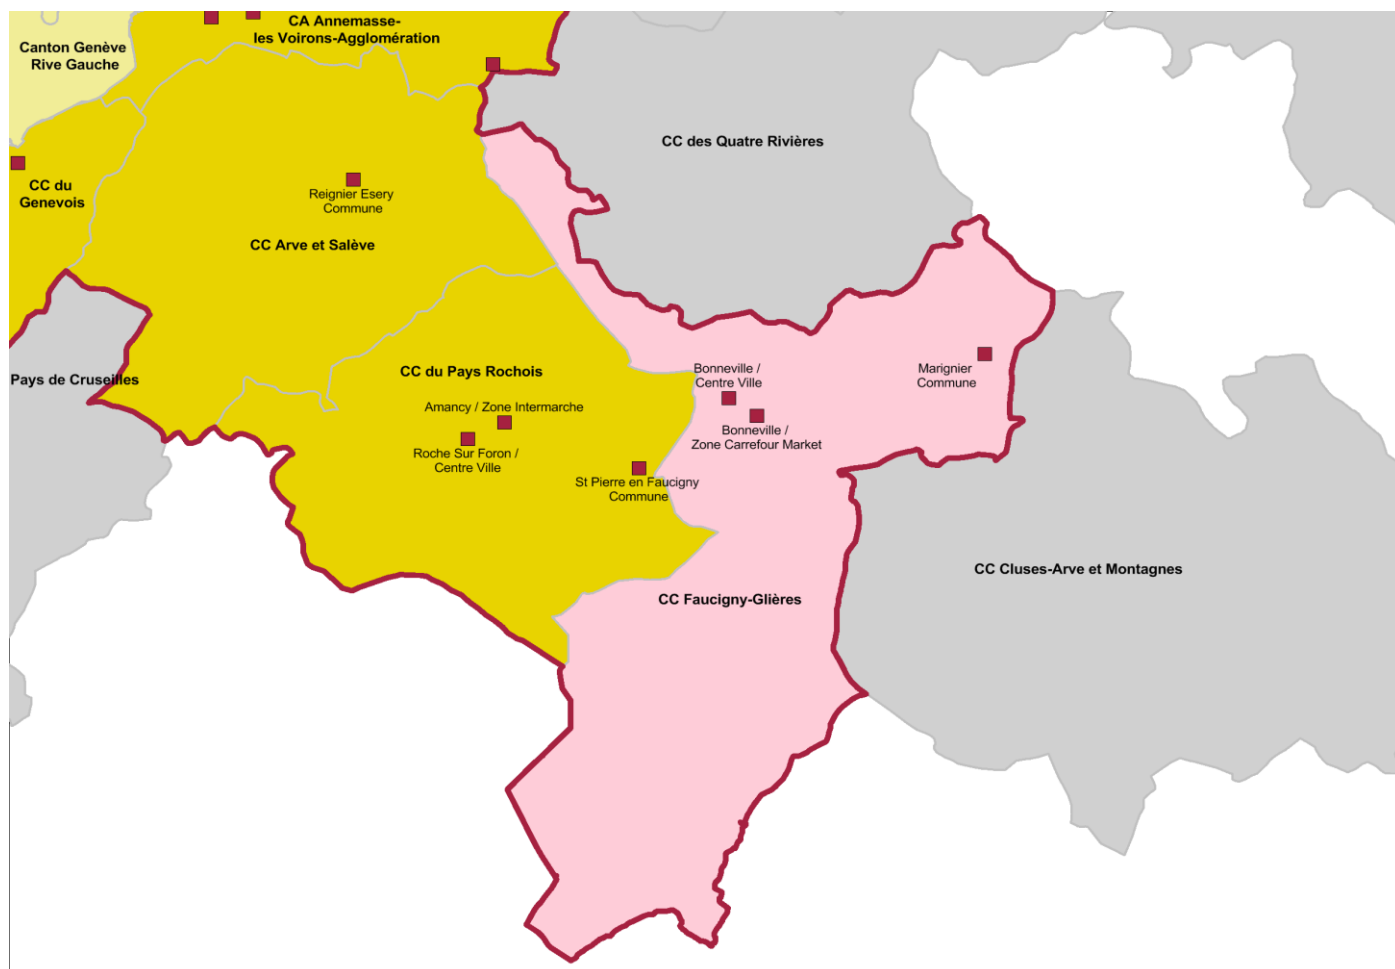 CA Annemasse-
les Voirons-Agglomération
Canton Genève
Rive Gauche
CC des Quatre Rivières
CC du
Genevois
Reignier Esery
Commune
CC Arve et Salève
Pays de Cruseilles
CC du Pays Rochois
Bonneville /
Centre Ville
Marignier
Commune
Amancy / Zone Intermarche
Bonneville /
Zone Carrefour Market
Roche Sur Foron /
Centre Ville
St Pierre en Faucigny
Commune
CC Cluses-Arve et Montagnes
CC Faucigny-Glières